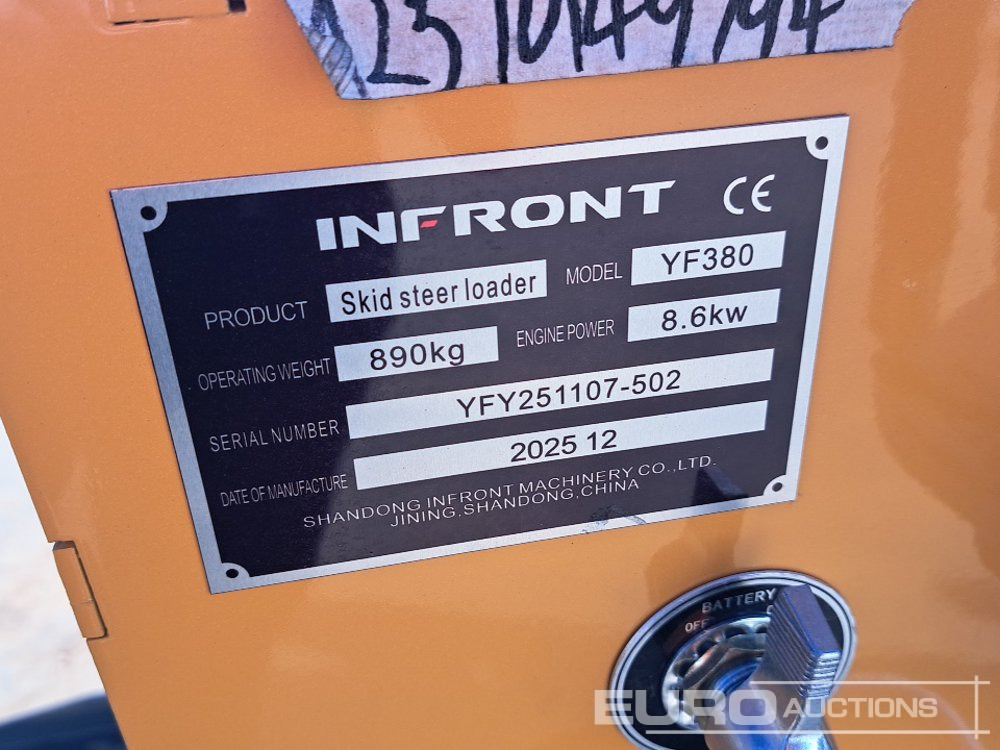 INFRONT CE
PRODUCT Skid steer loader MODEL YF380
OPERATING WEIGHT 890kg ENGINE POWER 8.6kw
SERIAL NUMBER YFY251107-502
DATE OF MANUFACTURE 2025 12
SHANDONG INFRONT MACHINERY CO.,LTD.
JINING.SHANDONG.CHINA
BATTERY
OFF
EURO AUCTIONS